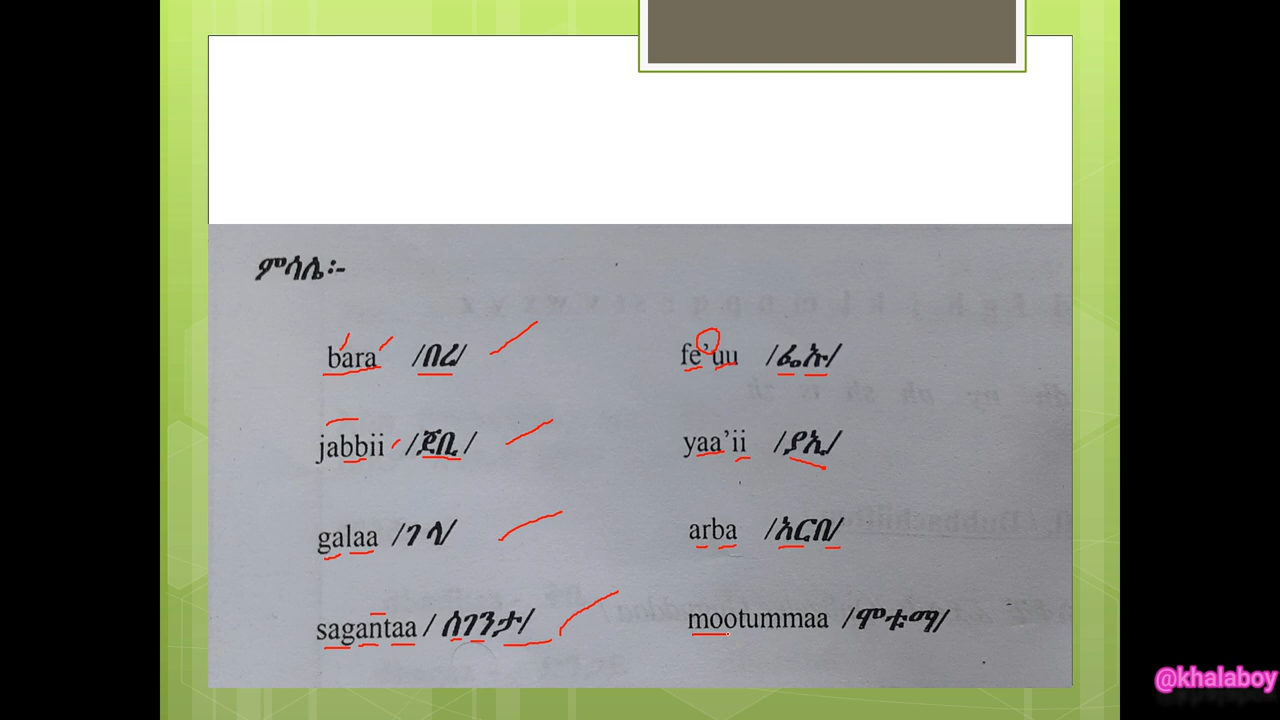 ምሳሌ፡-
bara /በረ/
fe’uu /ፌኡ/
jabbii /ጀቢ/
yaa’ii /ያኢ/
galaa /ገላ/
arba /አርበ/
sagantaa /ሰገንታ/
mootummaa /ሞቱማ/
@khalaboy